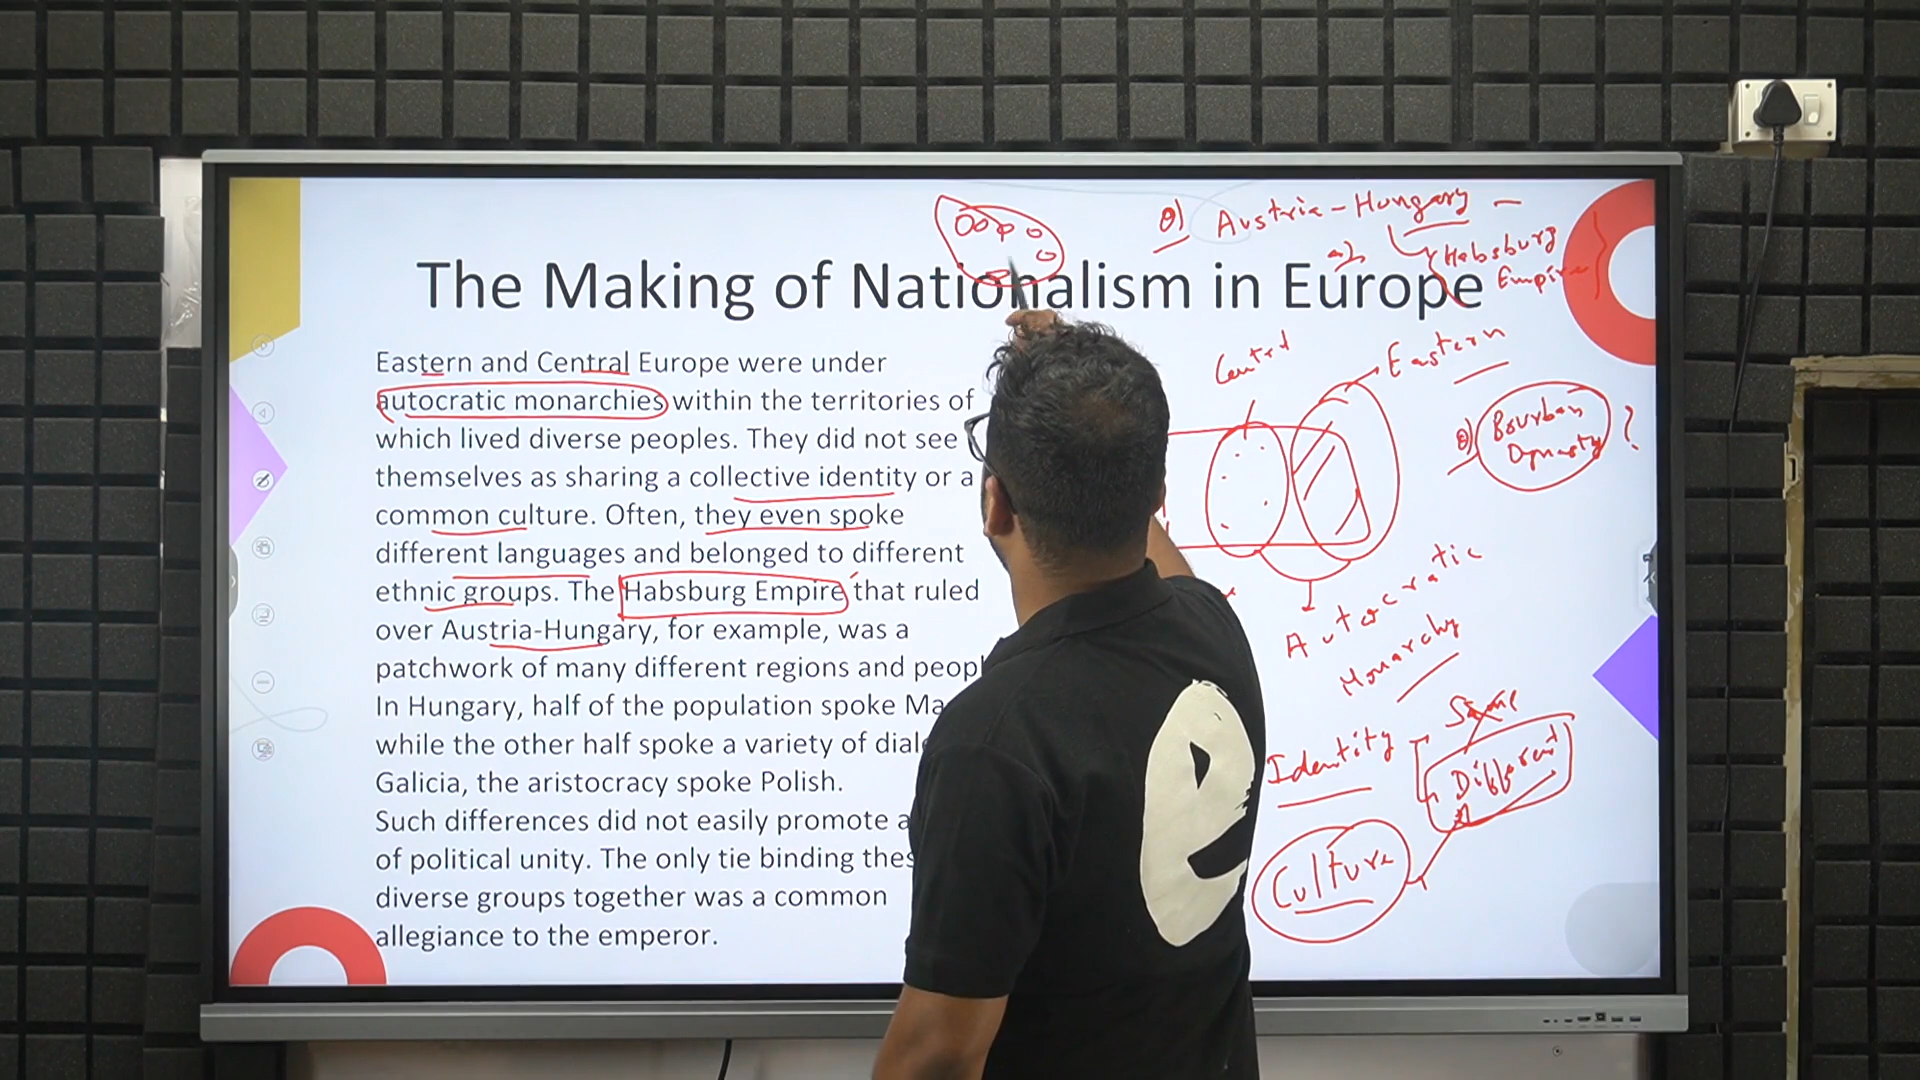 θ) Austria-Hungary -
a)
Habsburg
Empire
The Making of Nationalism in Europe
Eastern and Central Europe were under
autocratic monarchies within the territories of
which lived diverse peoples. They did not see
themselves as sharing a collective identity or a
common culture. Often, they even spoke
different languages and belonged to different
ethnic groups. The Habsburg Empire that ruled
over Austria-Hungary, for example, was a
patchwork of many different regions and peopl
In Hungary, half of the population spoke Ma
while the other half spoke a variety of diale
Galicia, the aristocracy spoke Polish.
Such differences did not easily promote a
of political unity. The only tie binding thes
diverse groups together was a common
allegiance to the emperor.
Eastern
θ) Bourbon
Dynasty ?
Autocratic
Monarchy
Identity
Same
Different
Culture
e